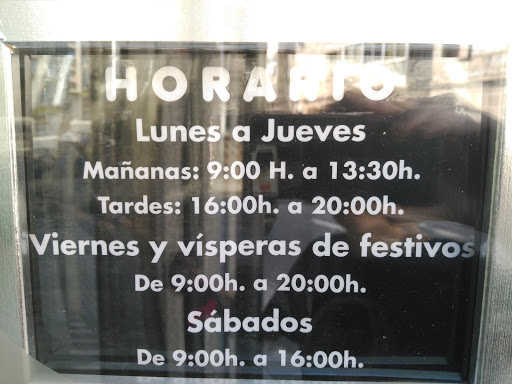 HORARIO
Lunes a Jueves
Mañanas: 9:00 H. a 13:30h.
Tardes: 16:00h. a 20:00h.
Viernes y vísperas de festivos
De 9:00h. a 20:00h.
Sábados
De 9:00h. a 16:00h.